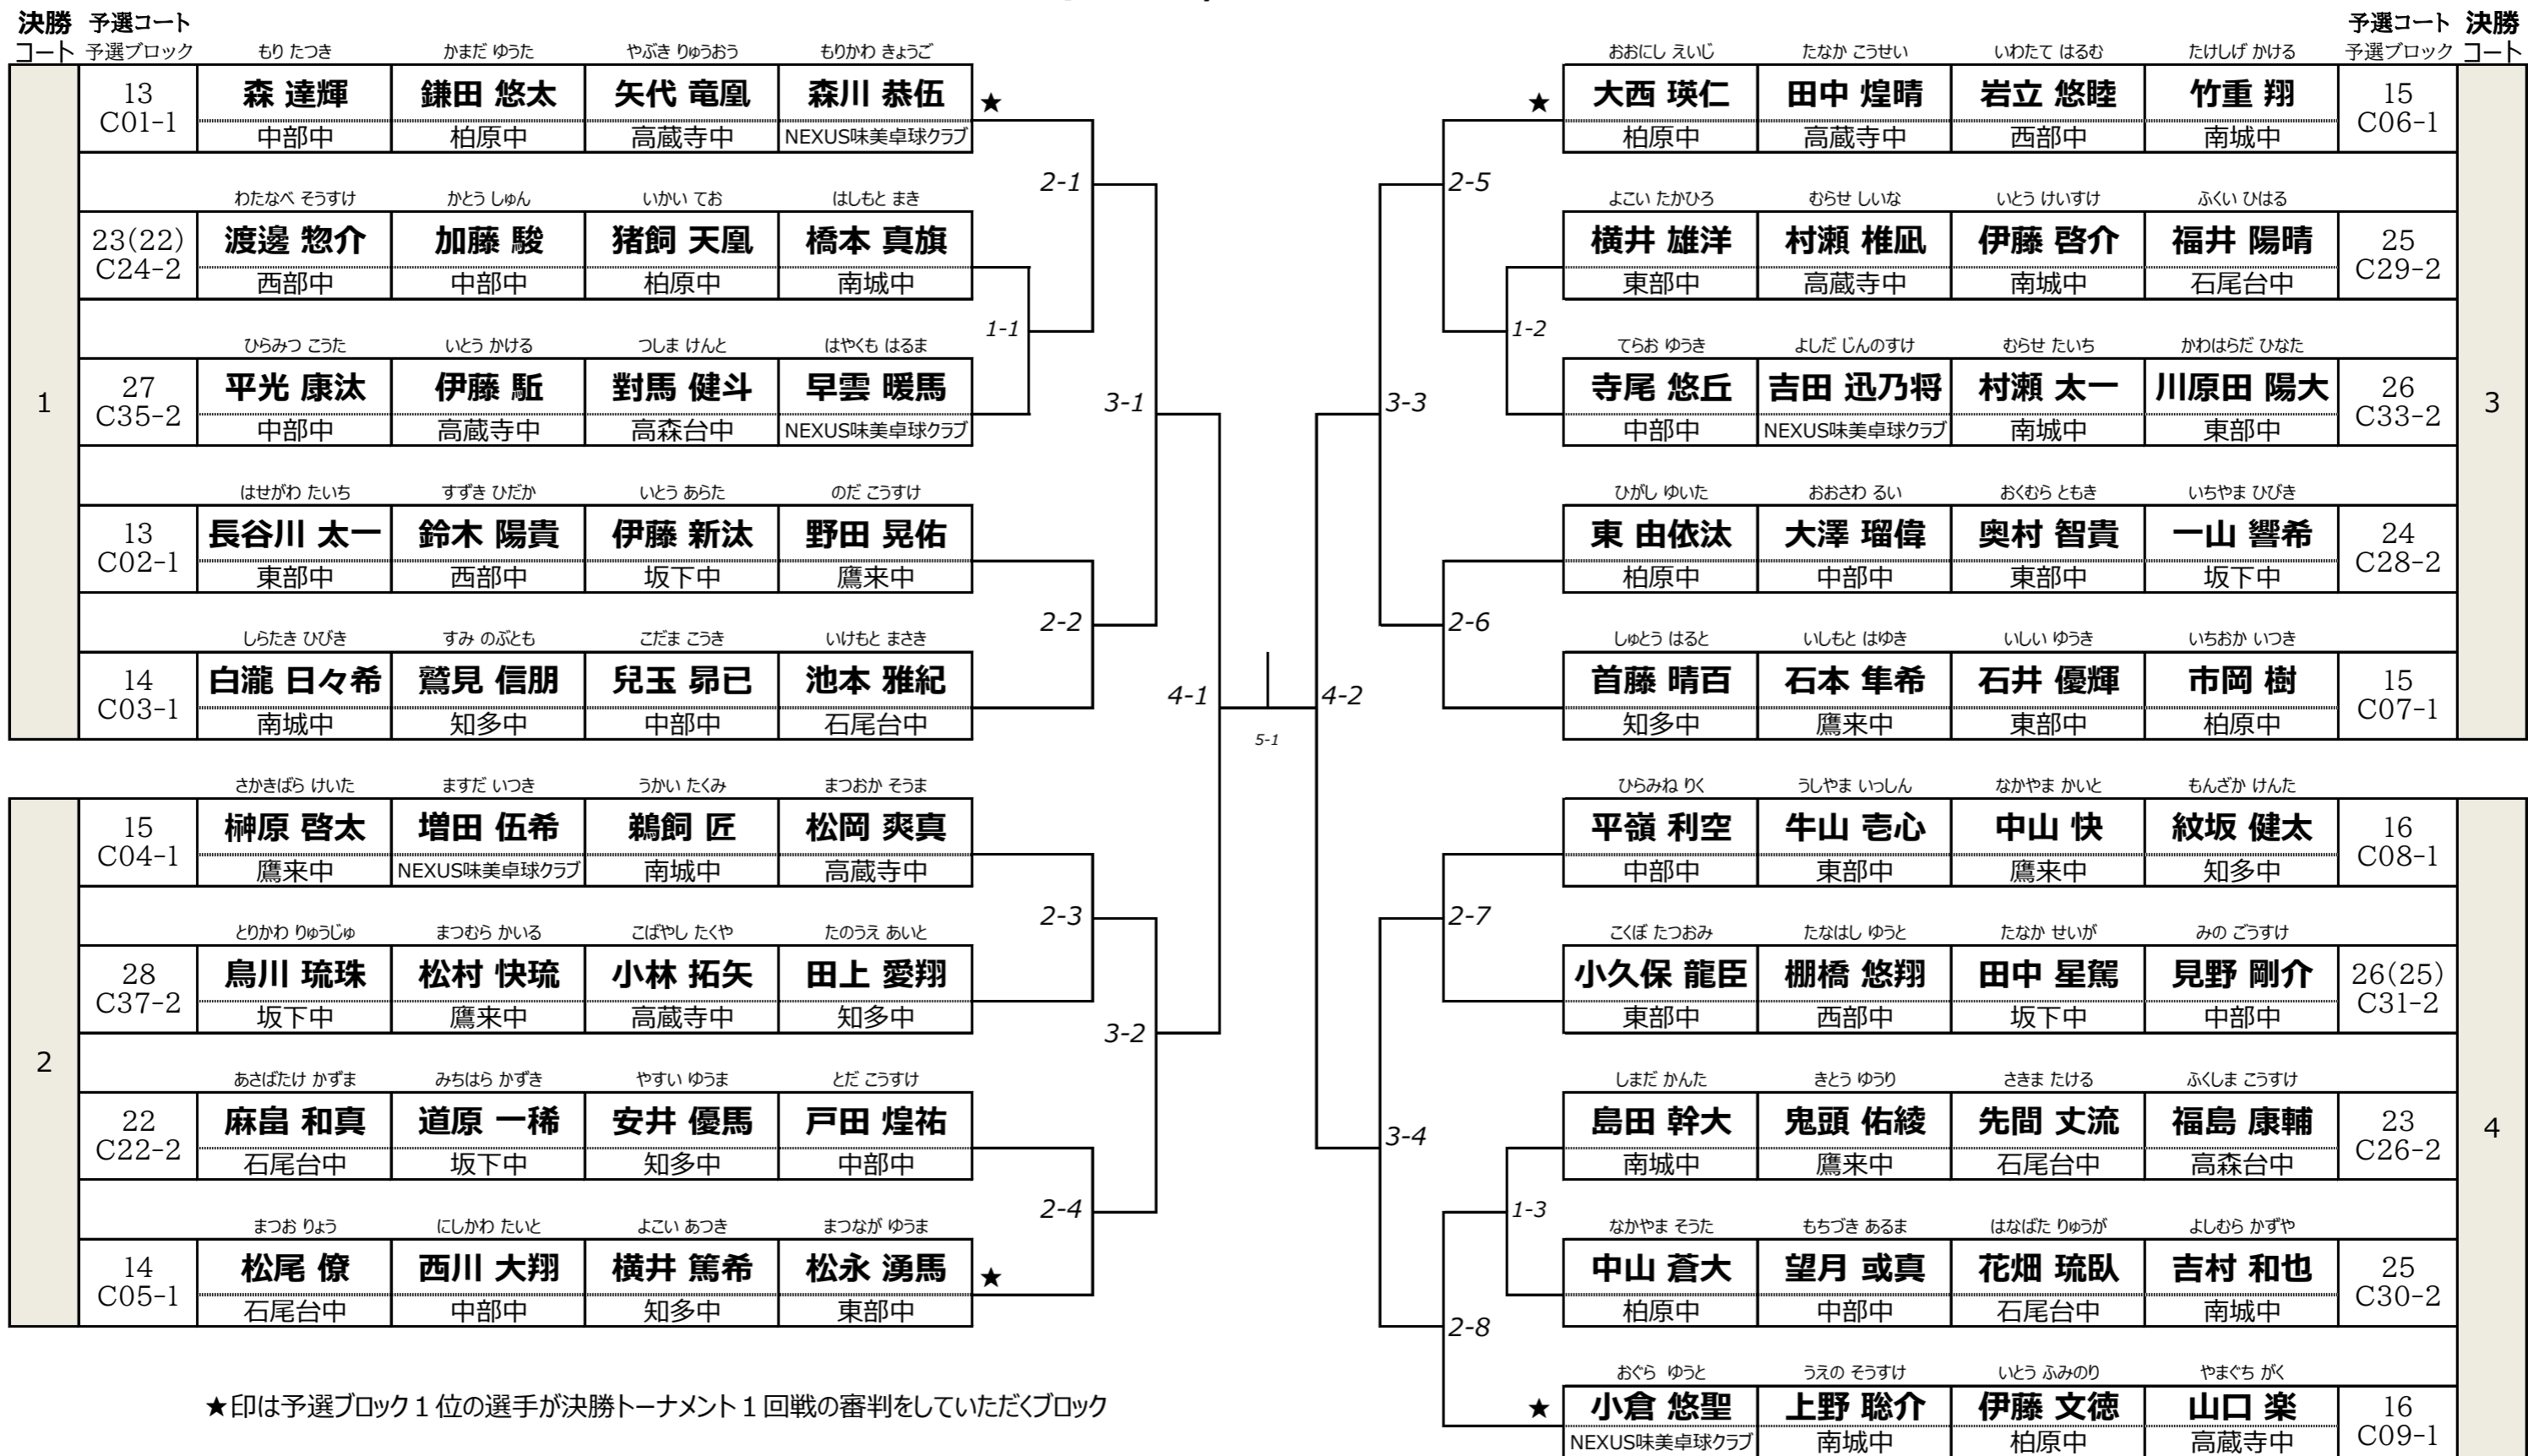 決勝 予選コート
コート 予選ブロック
もり たつき かまだ ゆうた やぶき りゅうおう もりかわ きょうご
13 森 達輝 鎌田 悠太 矢代 竜凰 森川 恭伍 ★
C01-1 中部中 柏原中 高蔵寺中 NEXUS味美卓球クラブ
2-1
わたなべ そうすけ かとう しゅん いかい てお はしもと まき
23(22) 渡邊 惣介 加藤 駿 猪飼 天凰 橋本 真旗
C24-2 西部中 中部中 柏原中 南城中
1-1
ひらみつ こうた いとう かける つしま けんと はやくも はるま
27 平光 康汰 伊藤 駈 對馬 健斗 早雲 暖馬
C35-2 中部中 高蔵寺中 高森台中 NEXUS味美卓球クラブ
1
3-1
はせがわ たいち すずき ひだか いとう あらた のだ こうすけ
13 長谷川 太一 鈴木 陽貴 伊藤 新汰 野田 晃佑
C02-1 東部中 西部中 坂下中 鷹来中
2-2
しらたき ひびき すみ のぶとも こだま こうき いけもと まさき
14 白瀧 日々希 鷲見 信朋 兒玉 昴已 池本 雅紀
C03-1 南城中 知多中 中部中 石尾台中
4-1
5-1
さかきばら けいた ますだ いつき うかい たくみ まつおか そうま
15 榊原 啓太 増田 伍希 鵜飼 匠 松岡 爽真
C04-1 鷹来中 NEXUS味美卓球クラブ 南城中 高蔵寺中
2-3
とりかわ りゅうじゅ まつむら かいる こばやし たくや たのうえ あいと
28 鳥川 琉珠 松村 快琉 小林 拓矢 田上 愛翔
C37-2 坂下中 鷹来中 高蔵寺中 知多中
3-2
2
あさばたけ かずま みちはら かずき やすい ゆうま とだ こうすけ
22 麻畠 和真 道原 一稀 安井 優馬 戸田 煌祐
C22-2 石尾台中 坂下中 知多中 中部中
2-4
まつお りょう にしかわ たいと よこい あつき まつなが ゆうま
14 松尾 僚 西川 大翔 横井 篤希 松永 湧馬 ★
C05-1 石尾台中 中部中 知多中 東部中
★印は予選ブロック１位の選手が決勝トーナメント１回戦の審判をしていただくブロック
予選コート 決勝
予選ブロック コート
おおにし えいじ たなか こうせい いわたて はるむ たけしげ かける
★ 大西 瑛仁 田中 煌晴 岩立 悠睦 竹重 翔 15
柏原中 高蔵寺中 西部中 南城中 C06-1
2-5
よこい たかひろ むらせ しいな いとう けいすけ ふくい ひはる
横井 雄洋 村瀬 椎凪 伊藤 啓介 福井 陽晴 25
東部中 高蔵寺中 南城中 石尾台中 C29-2
1-2
てらお ゆうき よしだ じんのすけ むらせ たいち かわはらだ ひなた
寺尾 悠丘 吉田 迅乃将 村瀬 太一 川原田 陽大 26
中部中 NEXUS味美卓球クラブ 南城中 東部中 C33-2
3-3
3
ひがし ゆいた おおさわ るい おくむら ともき いちやま ひびき
東 由依汰 大澤 瑠偉 奥村 智貴 一山 響希 24
柏原中 中部中 東部中 坂下中 C28-2
2-6
しゅとう はると いしもと はゆき いしい ゆうき いちおか いつき
首藤 晴百 石本 隼希 石井 優輝 市岡 樹 15
知多中 鷹来中 東部中 柏原中 C07-1
4-2
ひらみね りく うしやま いっしん なかやま かいと もんざか けんた
平嶺 利空 牛山 壱心 中山 快 紋坂 健太 16
中部中 東部中 鷹来中 知多中 C08-1
2-7
こくぼ たつおみ たなはし ゆうと たなか せいが みの ごうすけ
小久保 龍臣 棚橋 悠翔 田中 星駕 見野 剛介 26(25)
東部中 西部中 坂下中 中部中 C31-2
しまだ かんた きとう ゆうり さきま たける ふくしま こうすけ
島田 幹大 鬼頭 佑綾 先間 丈流 福島 康輔 23
南城中 鷹来中 石尾台中 高森台中 C26-2
3-4
4
1-3
なかやま そうた もちづき あるま はなばた りゅうが よしむら かずや
中山 蒼大 望月 或真 花畑 琉臥 吉村 和也 25
柏原中 中部中 石尾台中 南城中 C30-2
2-8
おぐら ゆうと うえの そうすけ いとう ふみのり やまぐち がく
★ 小倉 悠聖 上野 聡介 伊藤 文徳 山口 楽 16
NEXUS味美卓球クラブ 南城中 柏原中 高蔵寺中 C09-1